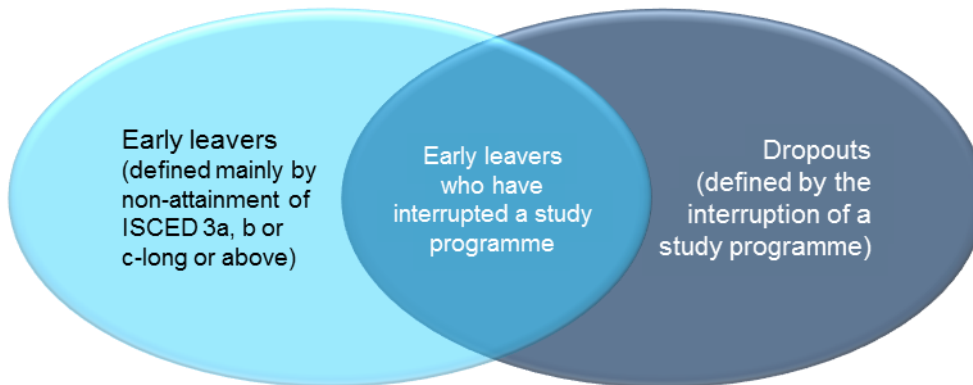 Early leavers
(defined mainly by
non-attainment of
ISCED 3a, b or
c-long or above)
Early leavers
who have
interrupted a study
programme
Dropouts
(defined by the
interruption of a
study programme)